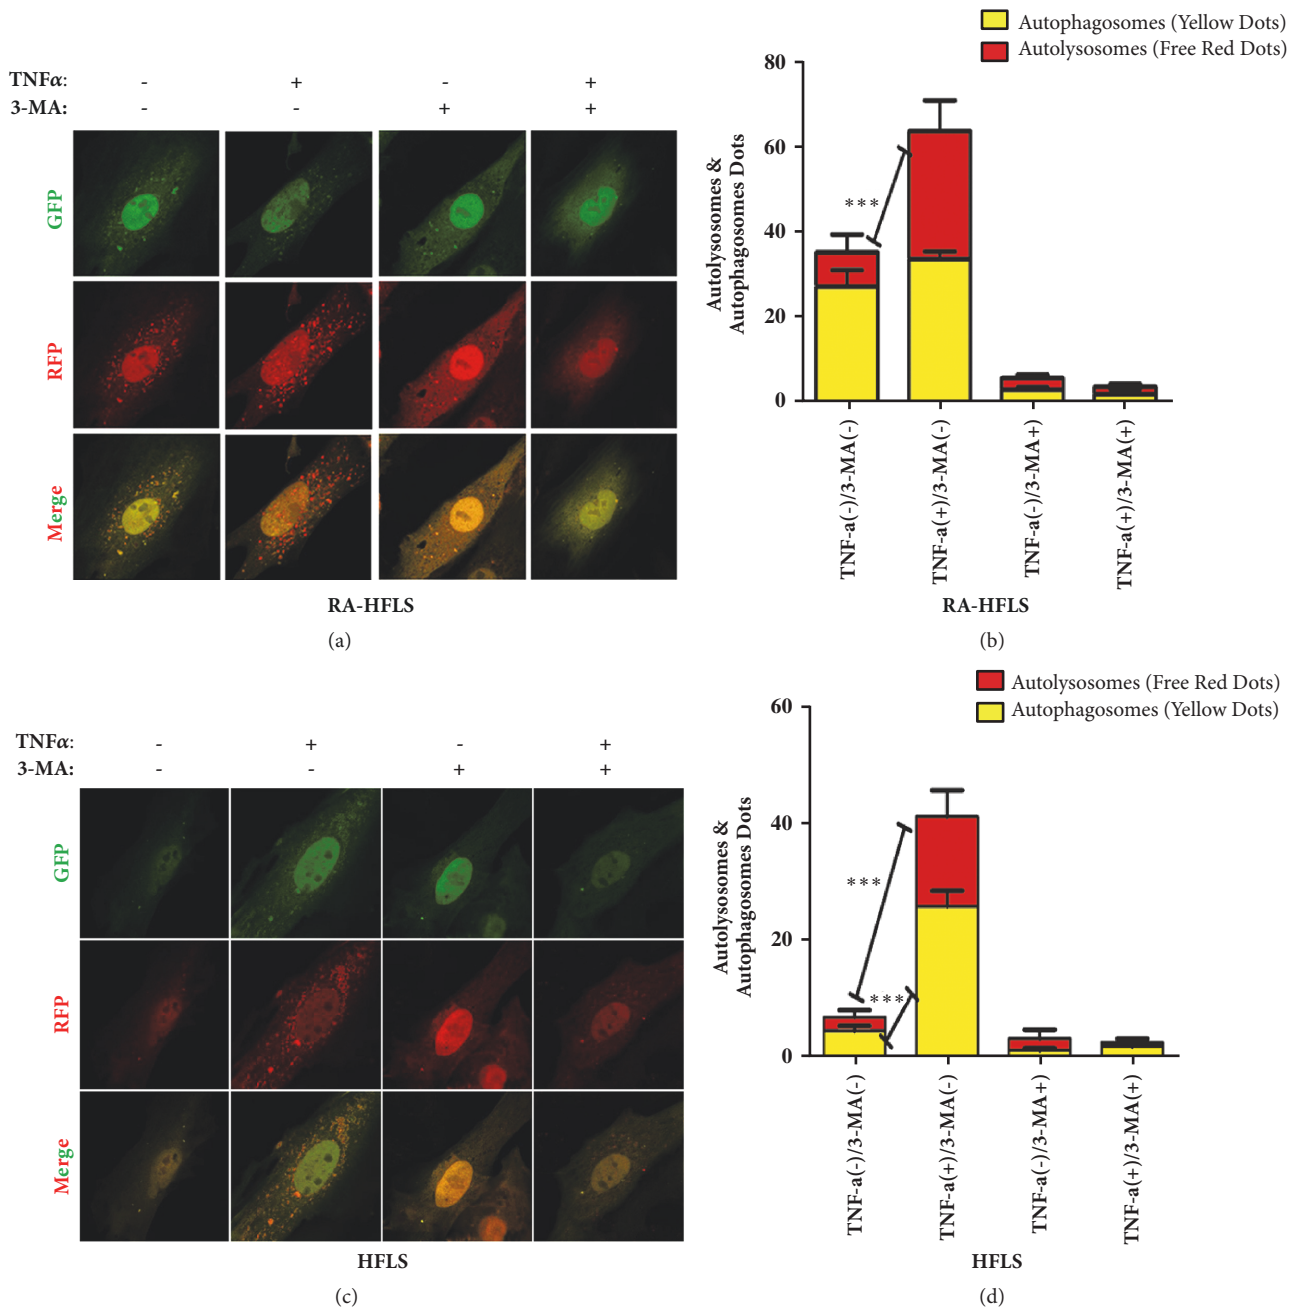 TNFα: - + - +
3-MA: - - + +
GFP
RFP
Merge
RA-HFLS
(a)
Autophagosomes (Yellow Dots)
Autolysosomes (Free Red Dots)
80
60
40
20
0
Autolysosomes &
Autophagosomes Dots
***
TNF-a(-)/3-MA(-)
TNF-a(+)/3-MA(-)
TNF-a(-)/3-MA+)
TNF-a(+)/3-MA(+)
RA-HFLS
(b)
TNFα: - + - +
3-MA: - - + +
GFP
RFP
Merge
HFLS
(c)
Autolysosomes (Free Red Dots)
Autophagosomes (Yellow Dots)
60
40
20
0
Autolysosomes &
Autophagosomes Dots
***
***
TNF-a(-)/3-MA(-)
TNF-a(+)/3-MA(-)
TNF-a(-)/3-MA+)
TNF-a(+)/3-MA(+)
HFLS
(d)